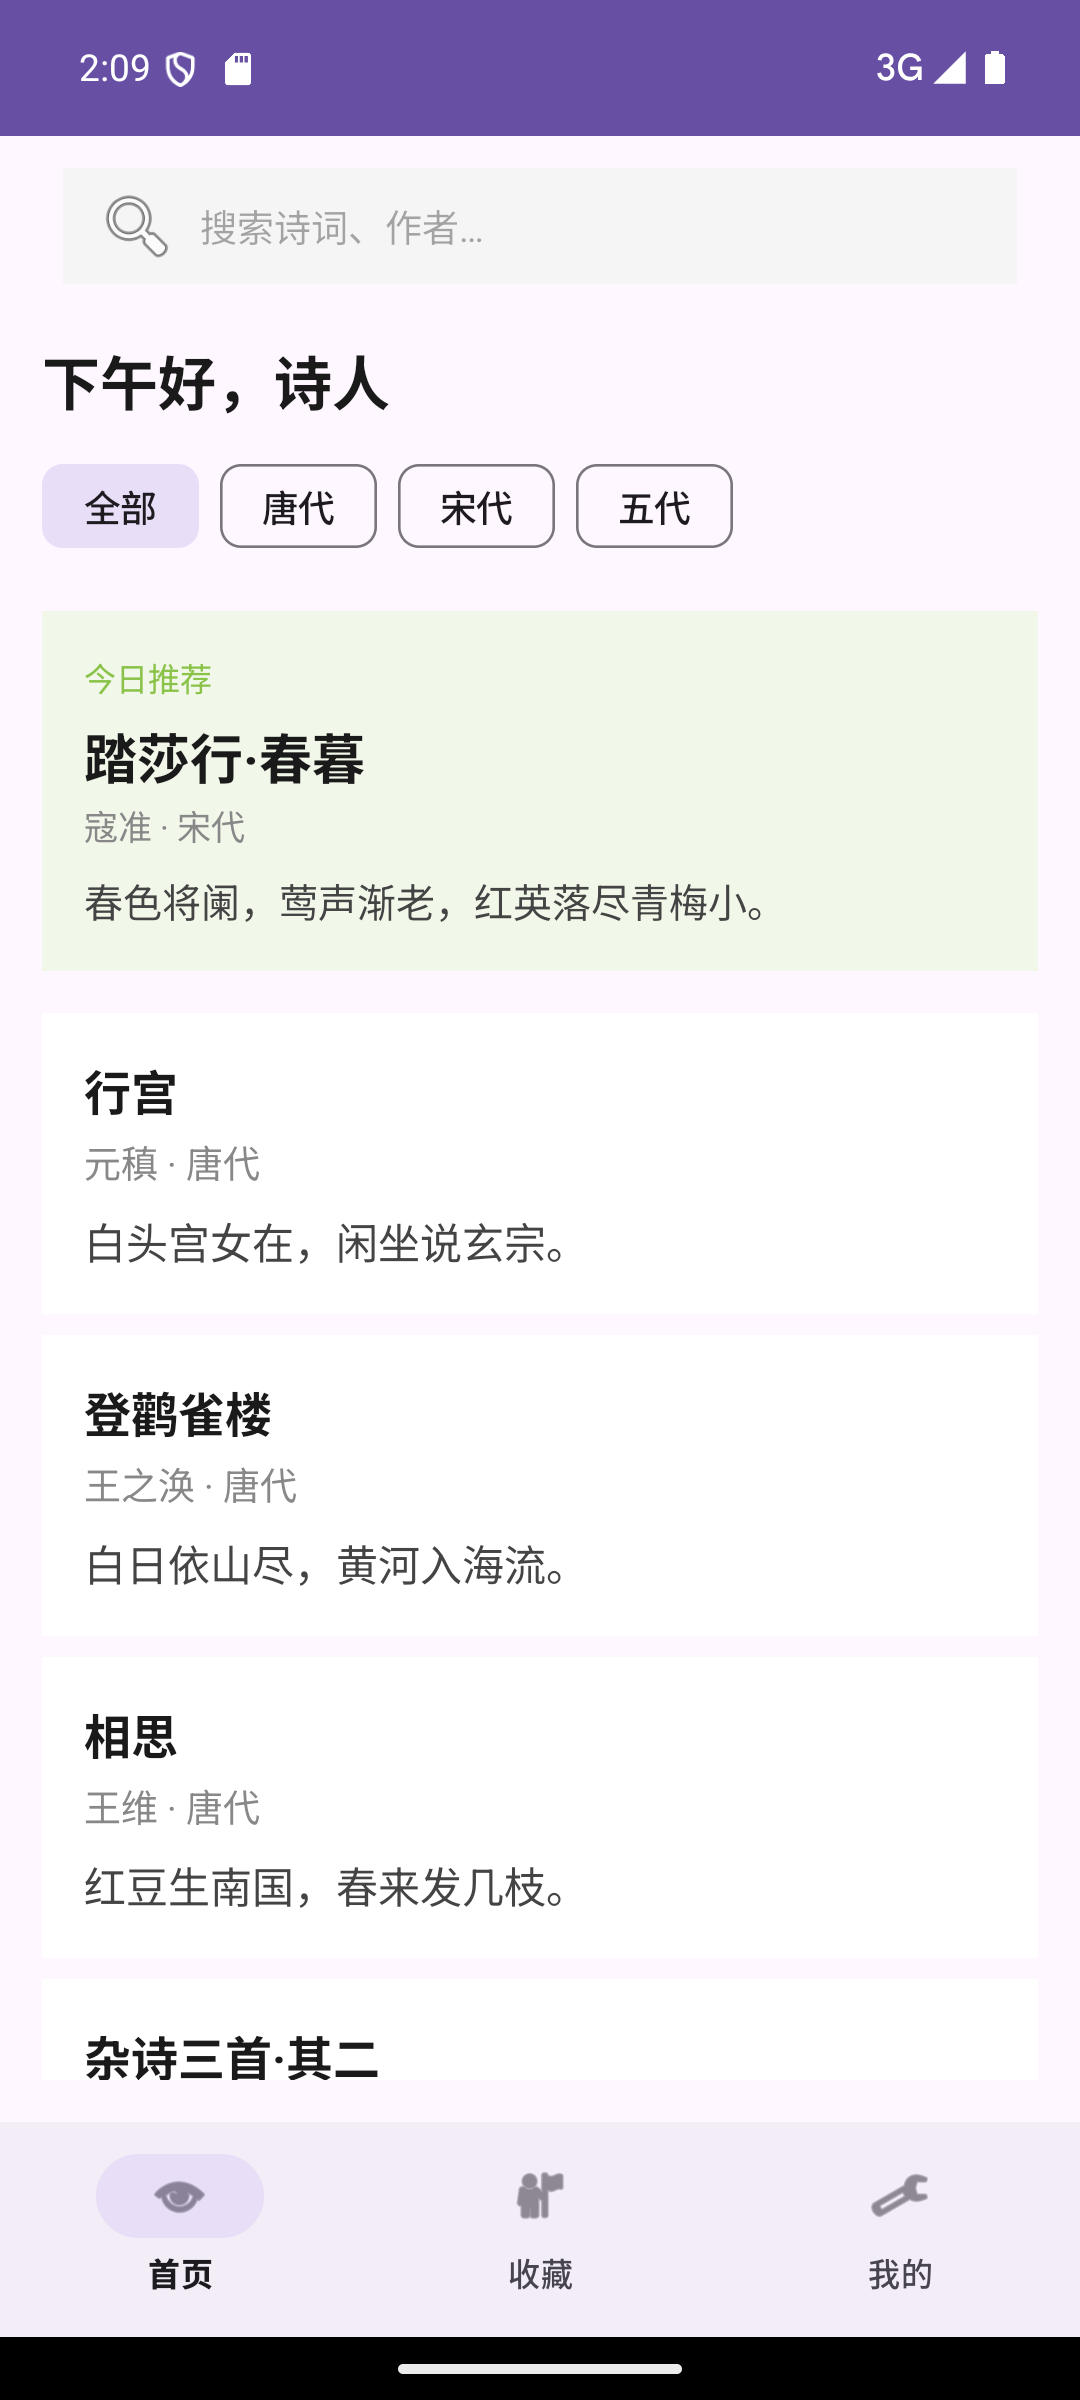 2:09
3G
搜索诗词、作者...
下午好，诗人
全部
唐代
宋代
五代
今日推荐
踏莎行·春暮
寇准 · 宋代
春色将阑，莺声渐老，红英落尽青梅小。
行宫
元稹 · 唐代
白头宫女在，闲坐说玄宗。
登鹳雀楼
王之涣 · 唐代
白日依山尽，黄河入海流。
相思
王维 · 唐代
红豆生南国，春来发几枝。
杂诗三首·其二
首页
收藏
我的